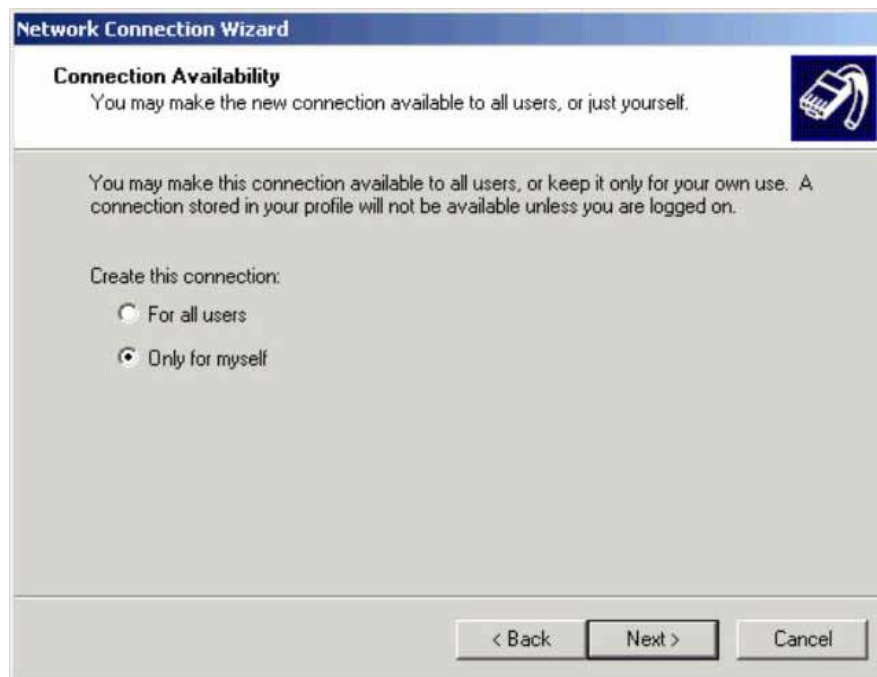 Network Connection Wizard
Connection Availability
You may make the new connection available to all users, or just yourself.
You may make this connection available to all users, or keep it only for your own use. A
connection stored in your profile will not be available unless you are logged on.
Create this connection:
For all users
Only for myself
< Back Next > Cancel